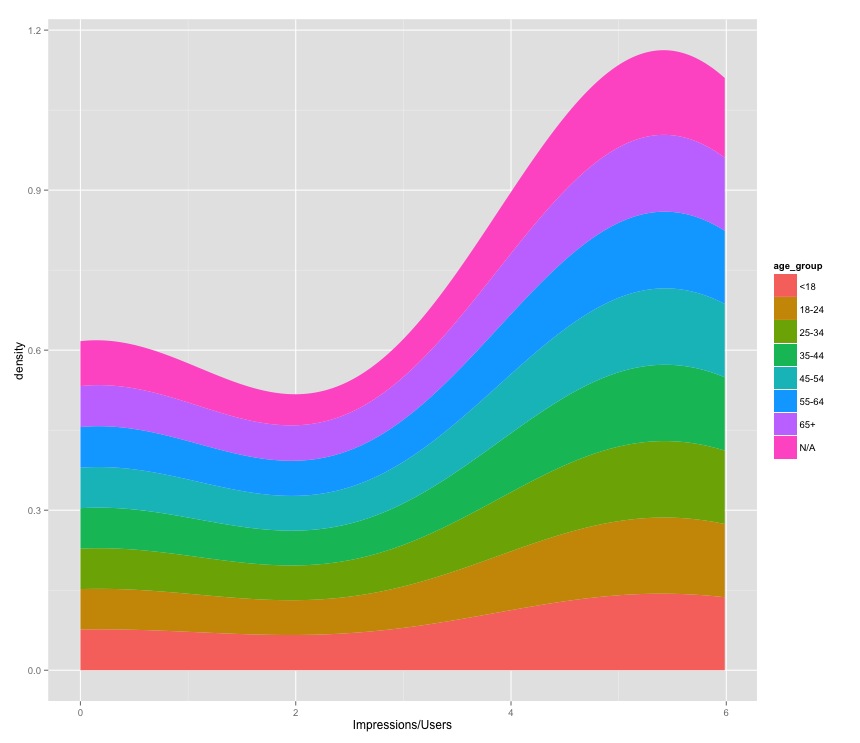 1.2
0.9
0.6
0.3
0.0
density
0 2 4 6
Impressions/Users
age_group
<18
18-24
25-34
35-44
45-54
55-64
65+
N/A